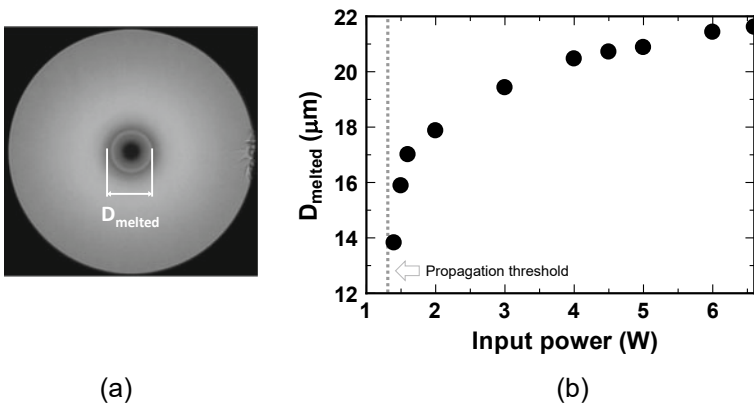 D_melted
D_melted (μm)
22
20
18
16
14
12
Propagation threshold
1
2
3
4
5
6
Input power (W)
(a)
(b)